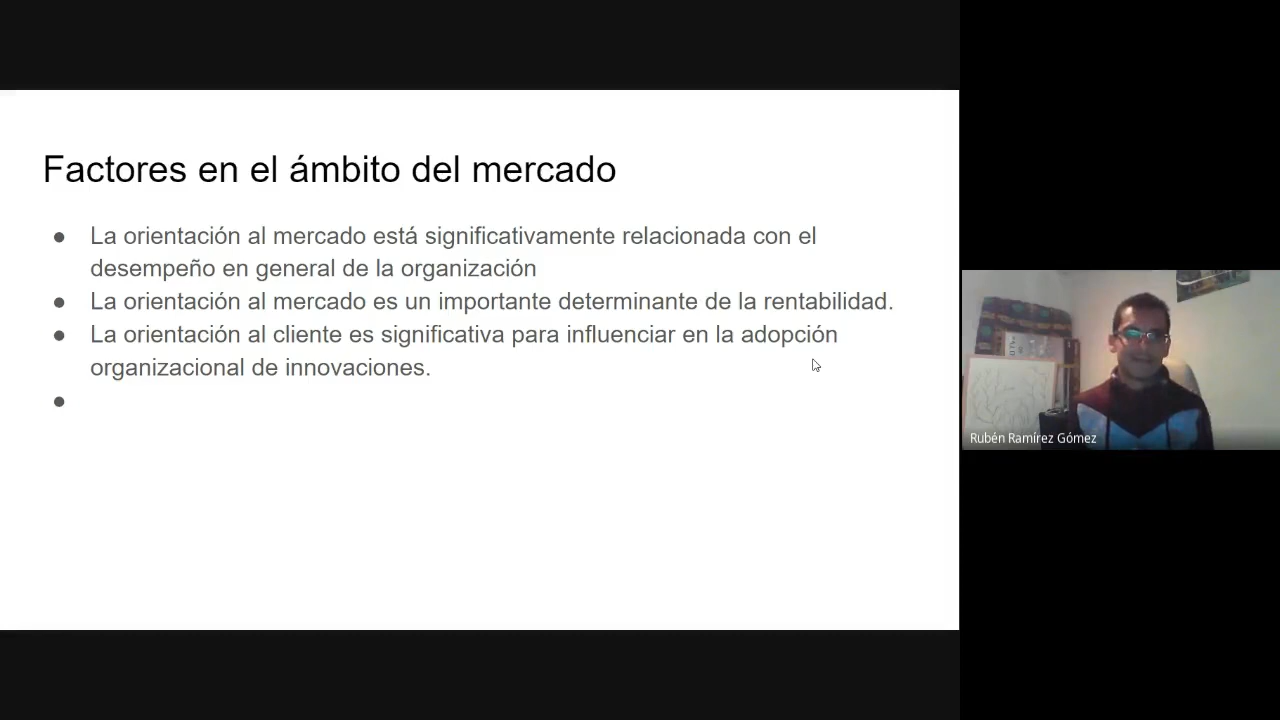 Factores en el ámbito del mercado
● La orientación al mercado está significativamente relacionada con el
desempeño en general de la organización
● La orientación al mercado es un importante determinante de la rentabilidad.
● La orientación al cliente es significativa para influenciar en la adopción
organizacional de innovaciones.
●
Rubén Ramírez Gómez